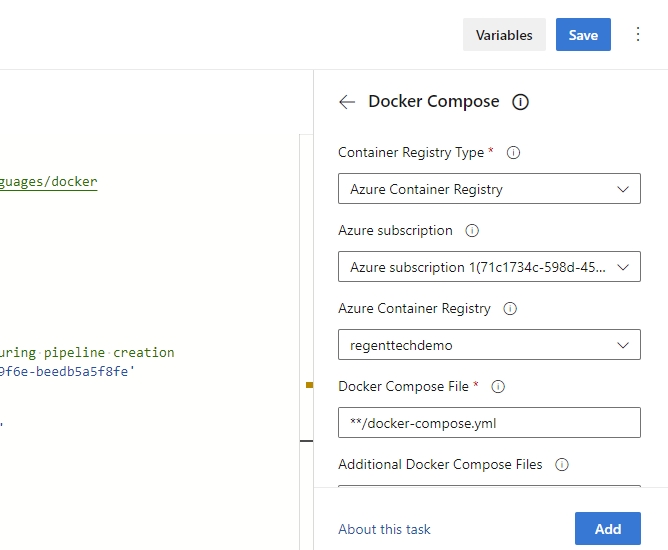 Variables
Save
Docker Compose
Container Registry Type *
Azure Container Registry
Azure subscription
Azure subscription 1(71c1734c-598d-45...
Azure Container Registry
regenttechdemo
Docker Compose File *
**/docker-compose.yml
Additional Docker Compose Files
About this task
Add
guages/docker
uring pipeline creation
9f6e-beedb5a5f8fe'
'